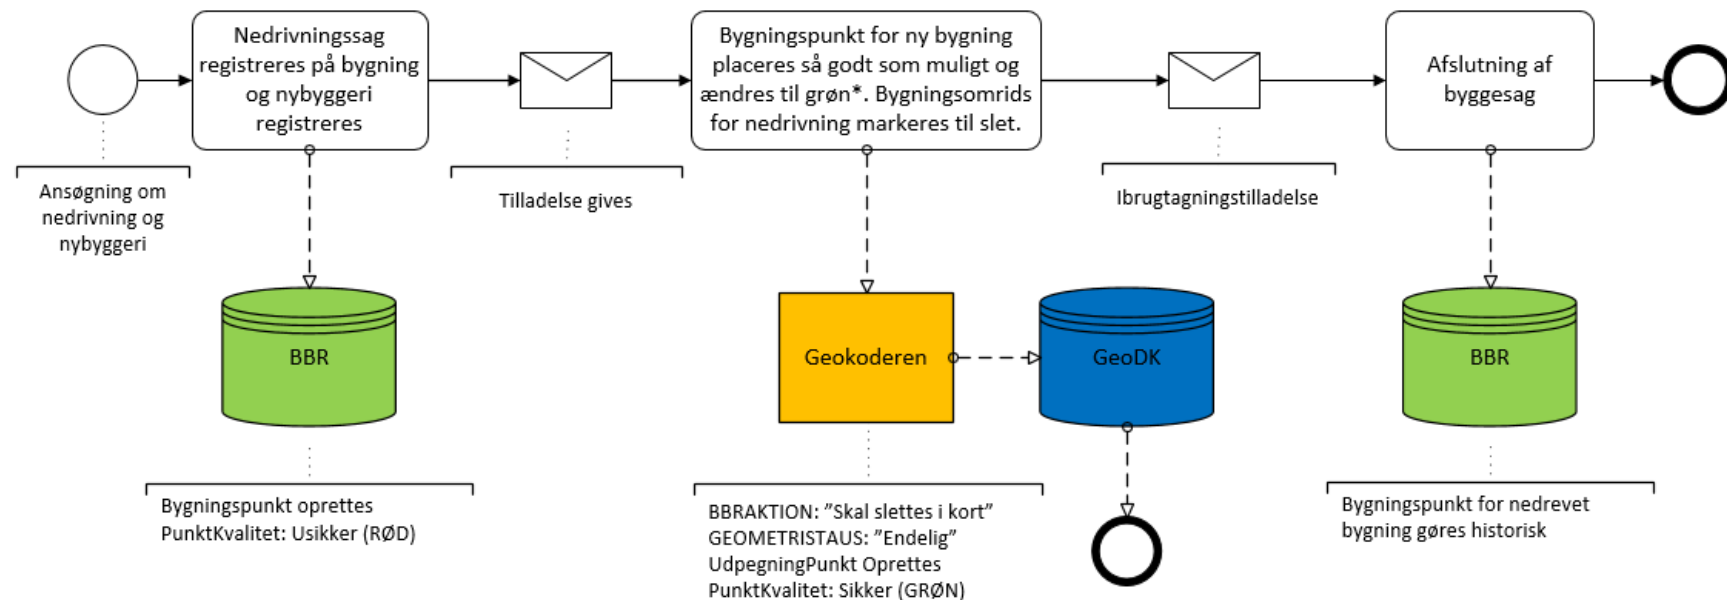 Nedrivningssag
registreres på bygning
og nybyggeri
registreres
Bygningspunkt for ny bygning
placeres så godt som muligt og
ændres til grøn*. Bygningsomrids
for nedrivning markeres til slet.
Afslutning af
byggesag
Ansøgning om
nedrivning og
nybyggeri
Tilladelse gives
Ibrugtagningstilladelse
BBR
Geokoderen
GeoDK
BBR
Bygningspunkt oprettes
PunktKvalitet: Usikker (RØD)
BBRAKTION: ”Skal slettes i kort”
GEOMETRISTAUS: ”Endelig”
UdpegningPunkt Oprettes
PunktKvalitet: Sikker (GRØN)
Bygningspunkt for nedrevet
bygning gøres historisk